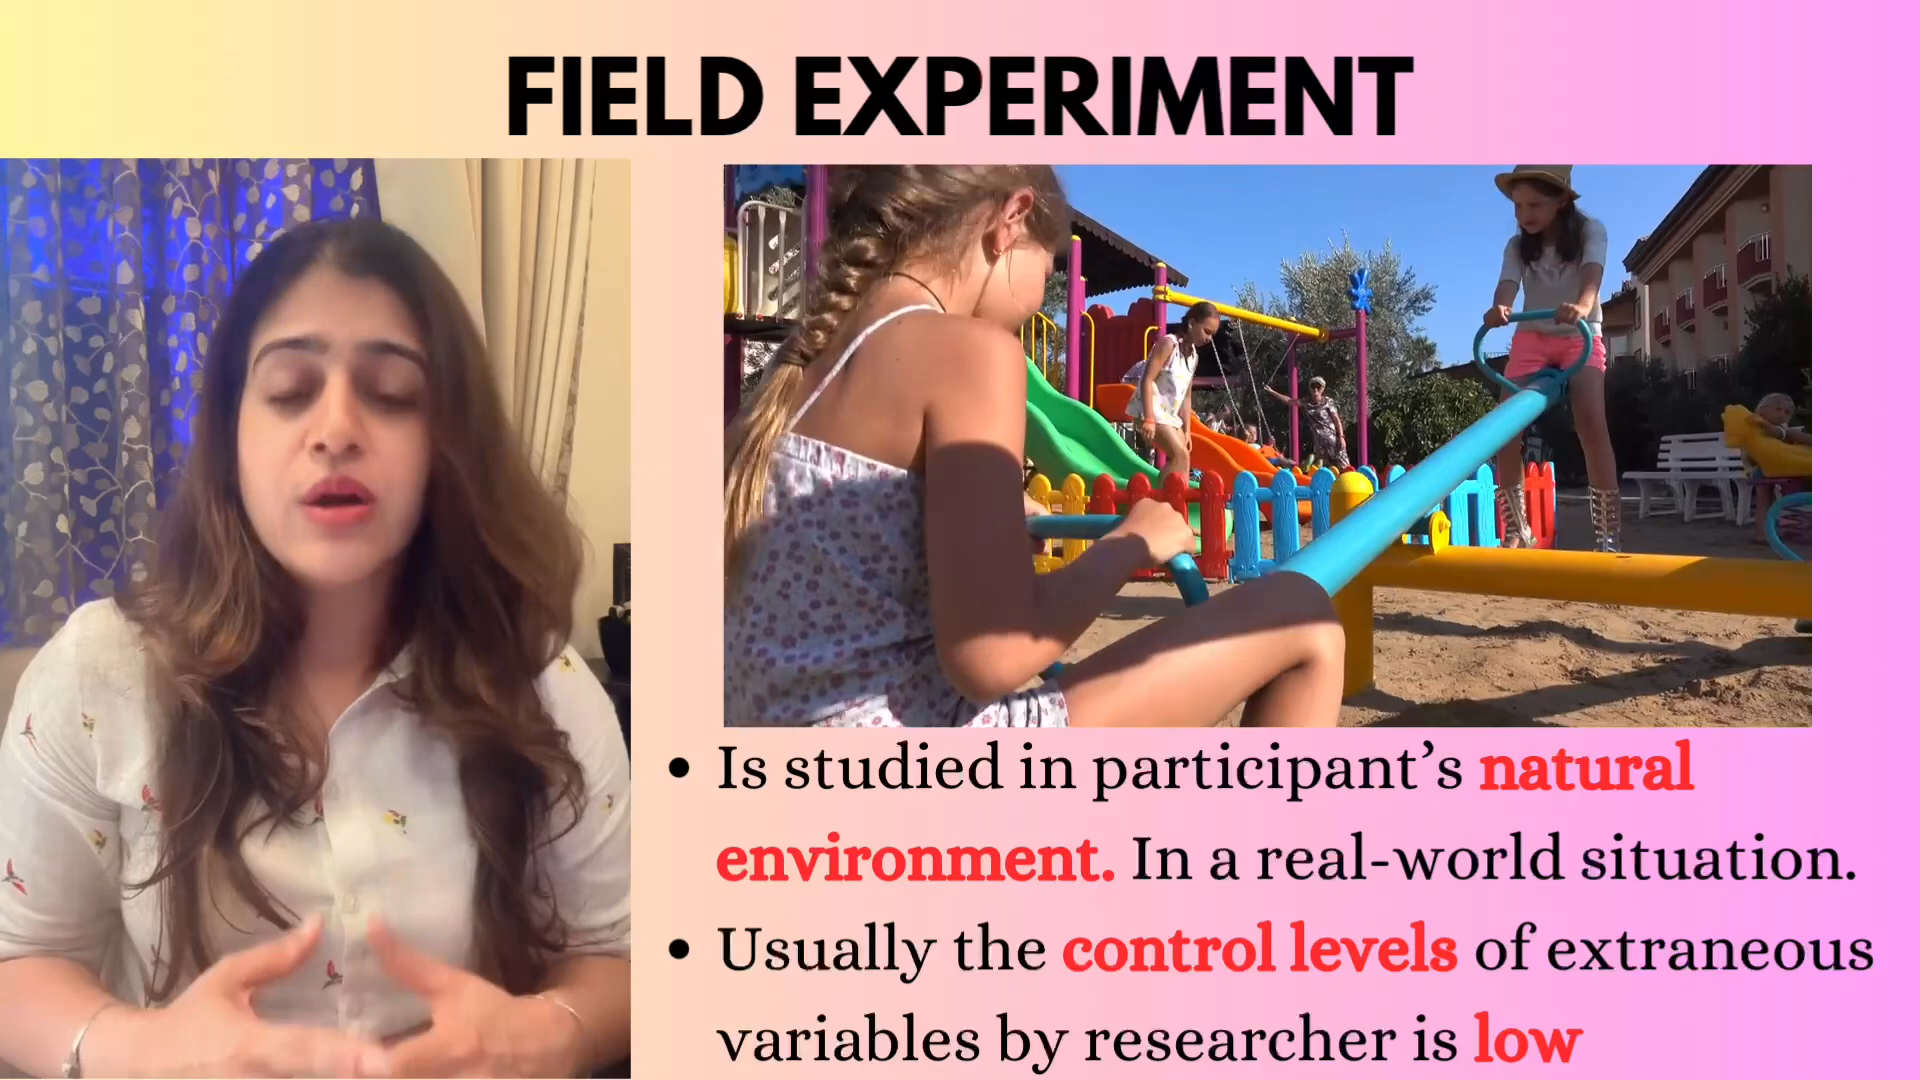 FIELD EXPERIMENT
• Is studied in participant’s natural
environment. In a real-world situation.
• Usually the control levels of extraneous
variables by researcher is low